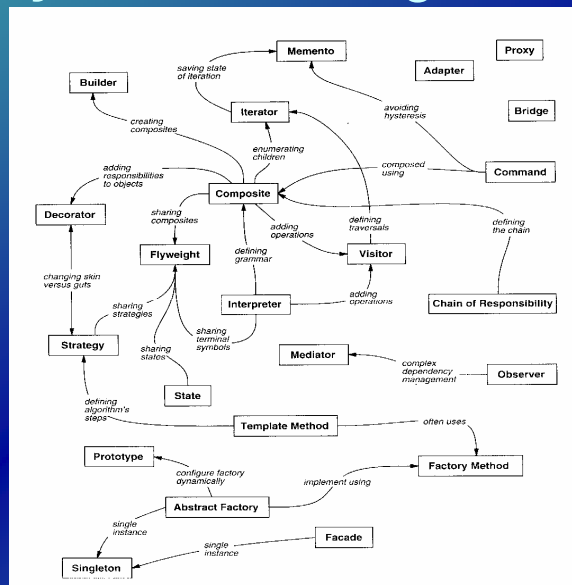 Memento
Proxy
saving state
of iteration
Adapter
Builder
Iterator
avoiding
hysteresis
Bridge
creating
composites
enumerating
children
adding
responsibilities
to objects
composed
using
Command
Composite
Decorator
sharing
composites
adding
operations
defining
traversals
defining
the chain
Flyweight
defining
grammar
Visitor
changing skin
versus guts
sharing
strategies
Interpreter
adding
operations
Chain of Responsibility
Strategy
sharing
terminal
symbols
sharing
states
Mediator
complex
dependency
management
Observer
State
defining
algorithm's
steps
Template Method
often uses
Prototype
configure factory
dynamically
implement using
Factory Method
Abstract Factory
single
instance
Facade
single
instance
Singleton